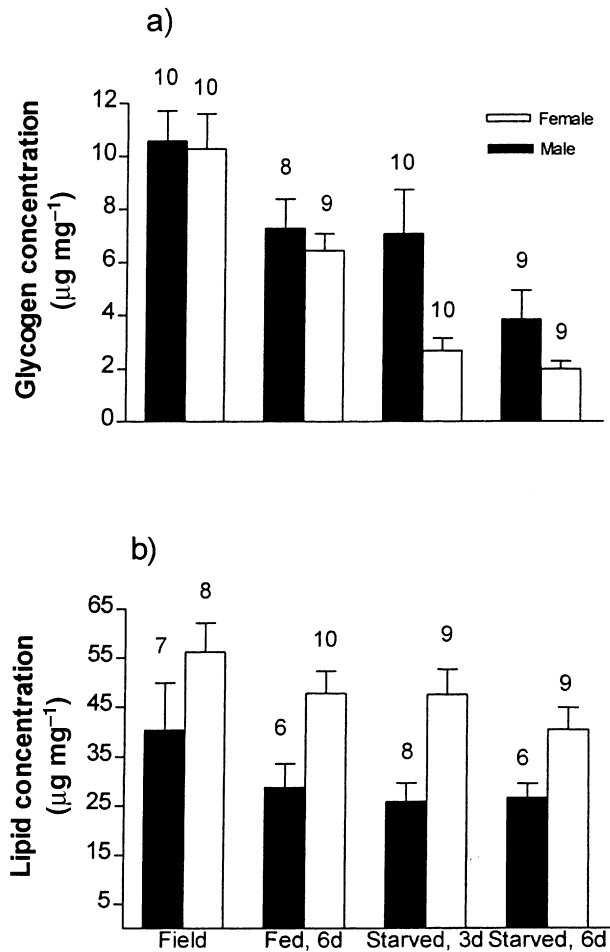 a)
Glycogen concentration
(μg mg⁻¹)
12
10
8
6
4
2
0
10
10
8
9
10
10
9
9
Female
Male
b)
Lipid concentration
(μg mg⁻¹)
65
55
45
35
25
15
5
7
8
6
10
8
9
6
9
Field
Fed, 6d
Starved, 3d
Starved, 6d